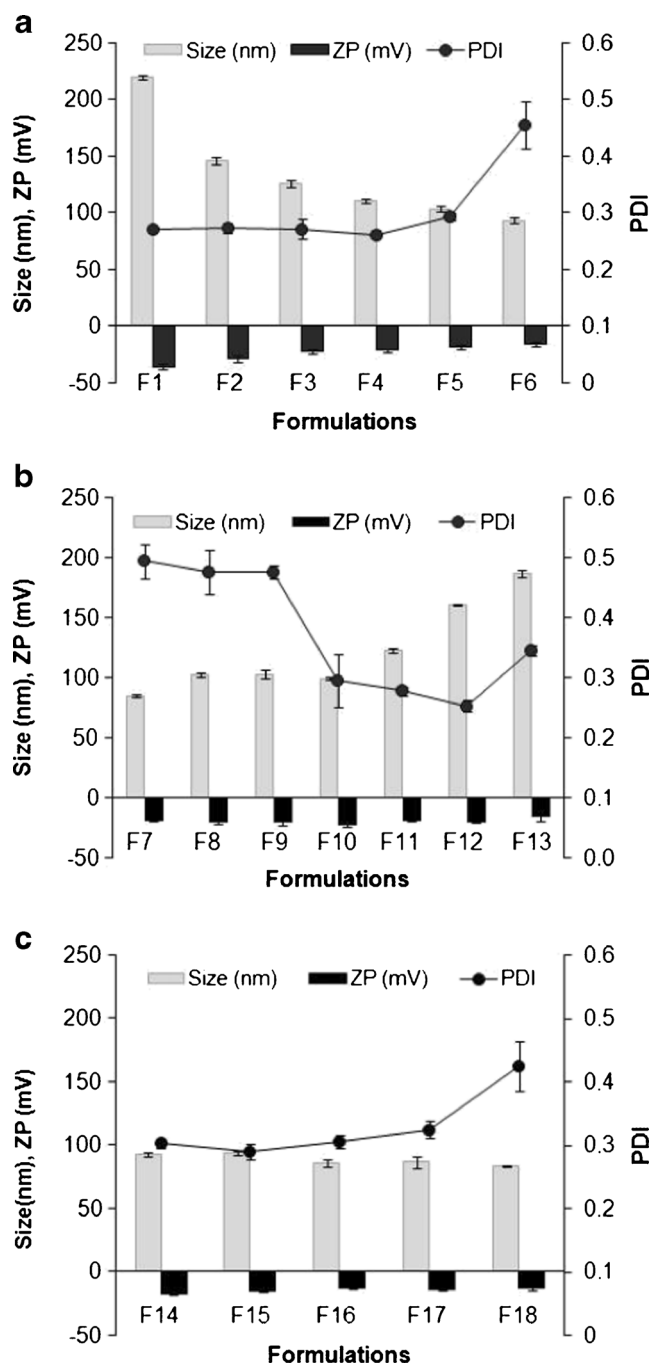 a
Size (nm) ZP (mV) PDI
250
200
150
100
50
0
-50
Size (nm), ZP (mV)
0.6
0.5
0.4
0.3
0.2
0.1
0
PDI
F1 F2 F3 F4 F5 F6
Formulations
b
Size (nm) ZP (mV) PDI
250
200
150
100
50
0
-50
Size (nm), ZP (mV)
0.6
0.5
0.4
0.3
0.2
0.1
0.0
PDI
F7 F8 F9 F10 F11 F12 F13
Formulations
c
Size (nm) ZP (mV) PDI
250
200
150
100
50
0
-50
Size(nm), ZP (mV)
0.6
0.5
0.4
0.3
0.2
0.1
0
PDI
F14 F15 F16 F17 F18
Formulations